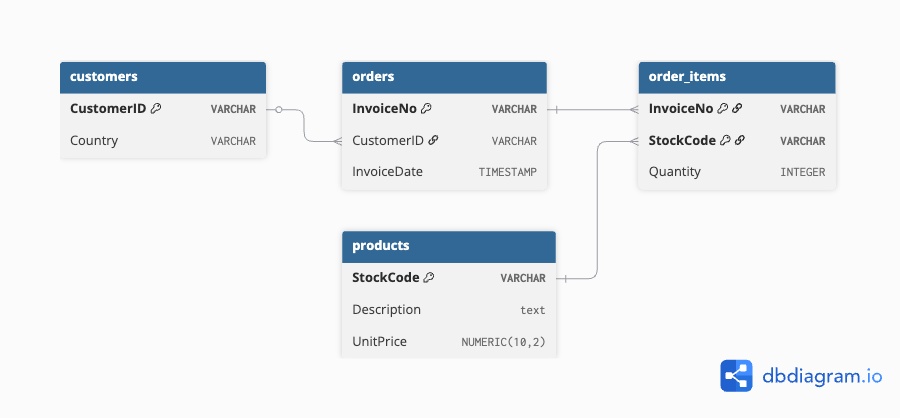 customers
CustomerID VARCHAR
Country VARCHAR
orders
InvoiceNo VARCHAR
CustomerID VARCHAR
InvoiceDate TIMESTAMP
order_items
InvoiceNo VARCHAR
StockCode VARCHAR
Quantity INTEGER
products
StockCode VARCHAR
Description text
UnitPrice NUMERIC(10,2)
dbdiagram.io